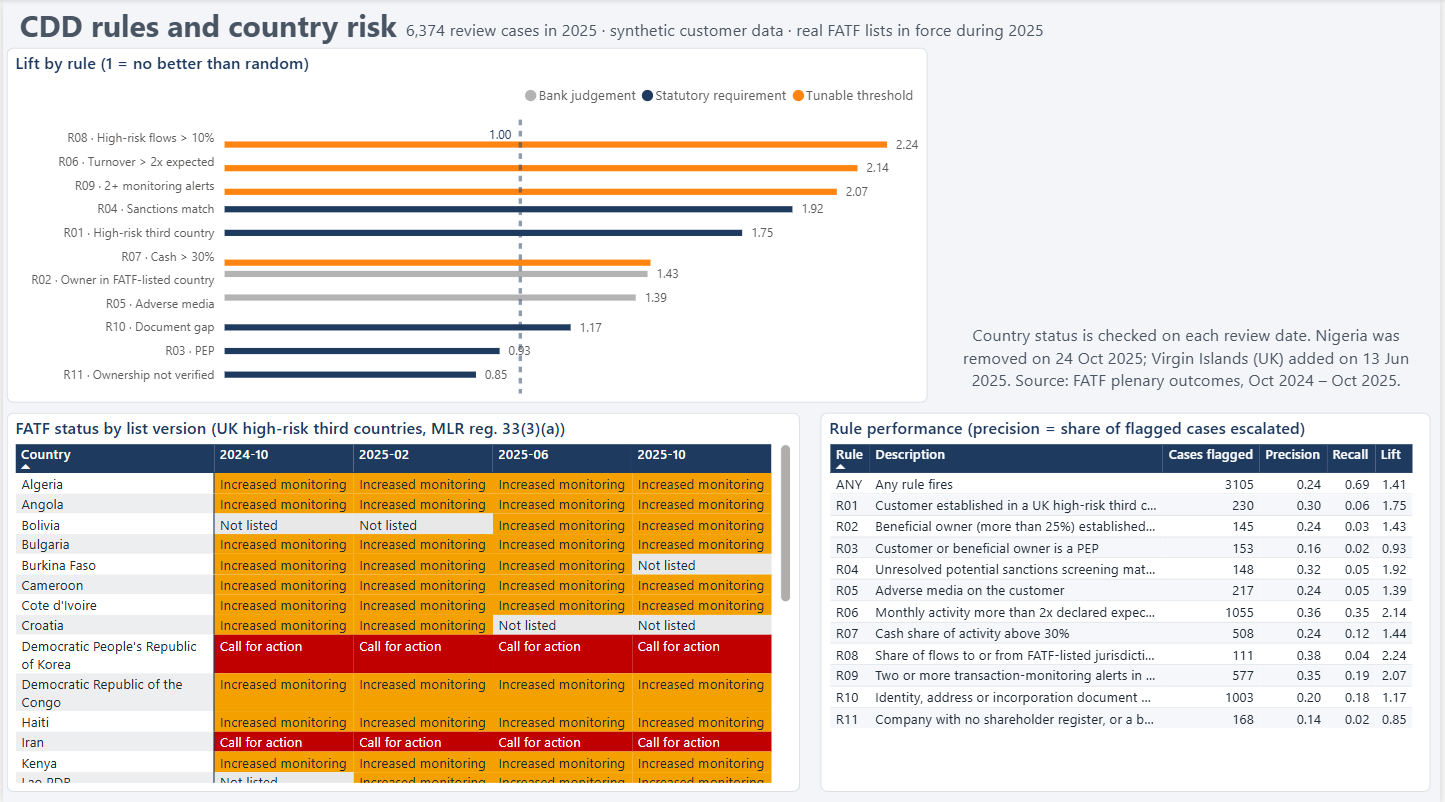 CDD rules and country risk 6,374 review cases in 2025 · synthetic customer data · real FATF lists in force during 2025
Lift by rule (1 = no better than random)
Bank judgement Statutory requirement Tunable threshold
1.00
R08 · High-risk flows > 10% 2.24
R06 · Turnover > 2x expected 2.14
R09 · 2+ monitoring alerts 2.07
R04 · Sanctions match 1.92
R01 · High-risk third country 1.75
R07 · Cash > 30%
R02 · Owner in FATF-listed country 1.43
R05 · Adverse media 1.39
R10 · Document gap 1.17
R03 · PEP 0.93
R11 · Ownership not verified 0.85
Country status is checked on each review date. Nigeria was
removed on 24 Oct 2025; Virgin Islands (UK) added on 13 Jun
2025. Source: FATF plenary outcomes, Oct 2024 – Oct 2025.
FATF status by list version (UK high-risk third countries, MLR reg. 33(3)(a))
Country 2024-10 2025-02 2025-06 2025-10
Algeria Increased monitoring Increased monitoring Increased monitoring Increased monitoring
Angola Increased monitoring Increased monitoring Increased monitoring Increased monitoring
Bolivia Not listed Not listed Increased monitoring Increased monitoring
Bulgaria Increased monitoring Increased monitoring Increased monitoring Increased monitoring
Burkina Faso Increased monitoring Increased monitoring Increased monitoring Not listed
Cameroon Increased monitoring Increased monitoring Increased monitoring Increased monitoring
Cote d'Ivoire Increased monitoring Increased monitoring Increased monitoring Increased monitoring
Croatia Increased monitoring Increased monitoring Not listed Not listed
Democratic People's Republic Call for action Call for action Call for action Call for action
of Korea
Democratic Republic of the Increased monitoring Increased monitoring Increased monitoring Increased monitoring
Congo
Haiti Increased monitoring Increased monitoring Increased monitoring Increased monitoring
Iran Call for action Call for action Call for action Call for action
Kenya Increased monitoring Increased monitoring Increased monitoring Increased monitoring
Lao PDR Not listed Increased monitoring Increased monitoring Increased monitoring
Rule performance (precision = share of flagged cases escalated)
Rule Description Cases flagged Precision Recall Lift
ANY Any rule fires 3105 0.24 0.69 1.41
R01 Customer established in a UK high-risk third c... 230 0.30 0.06 1.75
R02 Beneficial owner (more than 25%) established... 145 0.24 0.03 1.43
R03 Customer or beneficial owner is a PEP 153 0.16 0.02 0.93
R04 Unresolved potential sanctions screening mat... 148 0.32 0.05 1.92
R05 Adverse media on the customer 217 0.24 0.05 1.39
R06 Monthly activity more than 2x declared expec... 1055 0.36 0.35 2.14
R07 Cash share of activity above 30% 508 0.24 0.12 1.44
R08 Share of flows to or from FATF-listed jurisdicti... 111 0.38 0.04 2.24
R09 Two or more transaction-monitoring alerts in ... 577 0.35 0.19 2.07
R10 Identity, address or incorporation document ... 1003 0.20 0.18 1.17
R11 Company with no shareholder register, or a b... 168 0.14 0.02 0.85